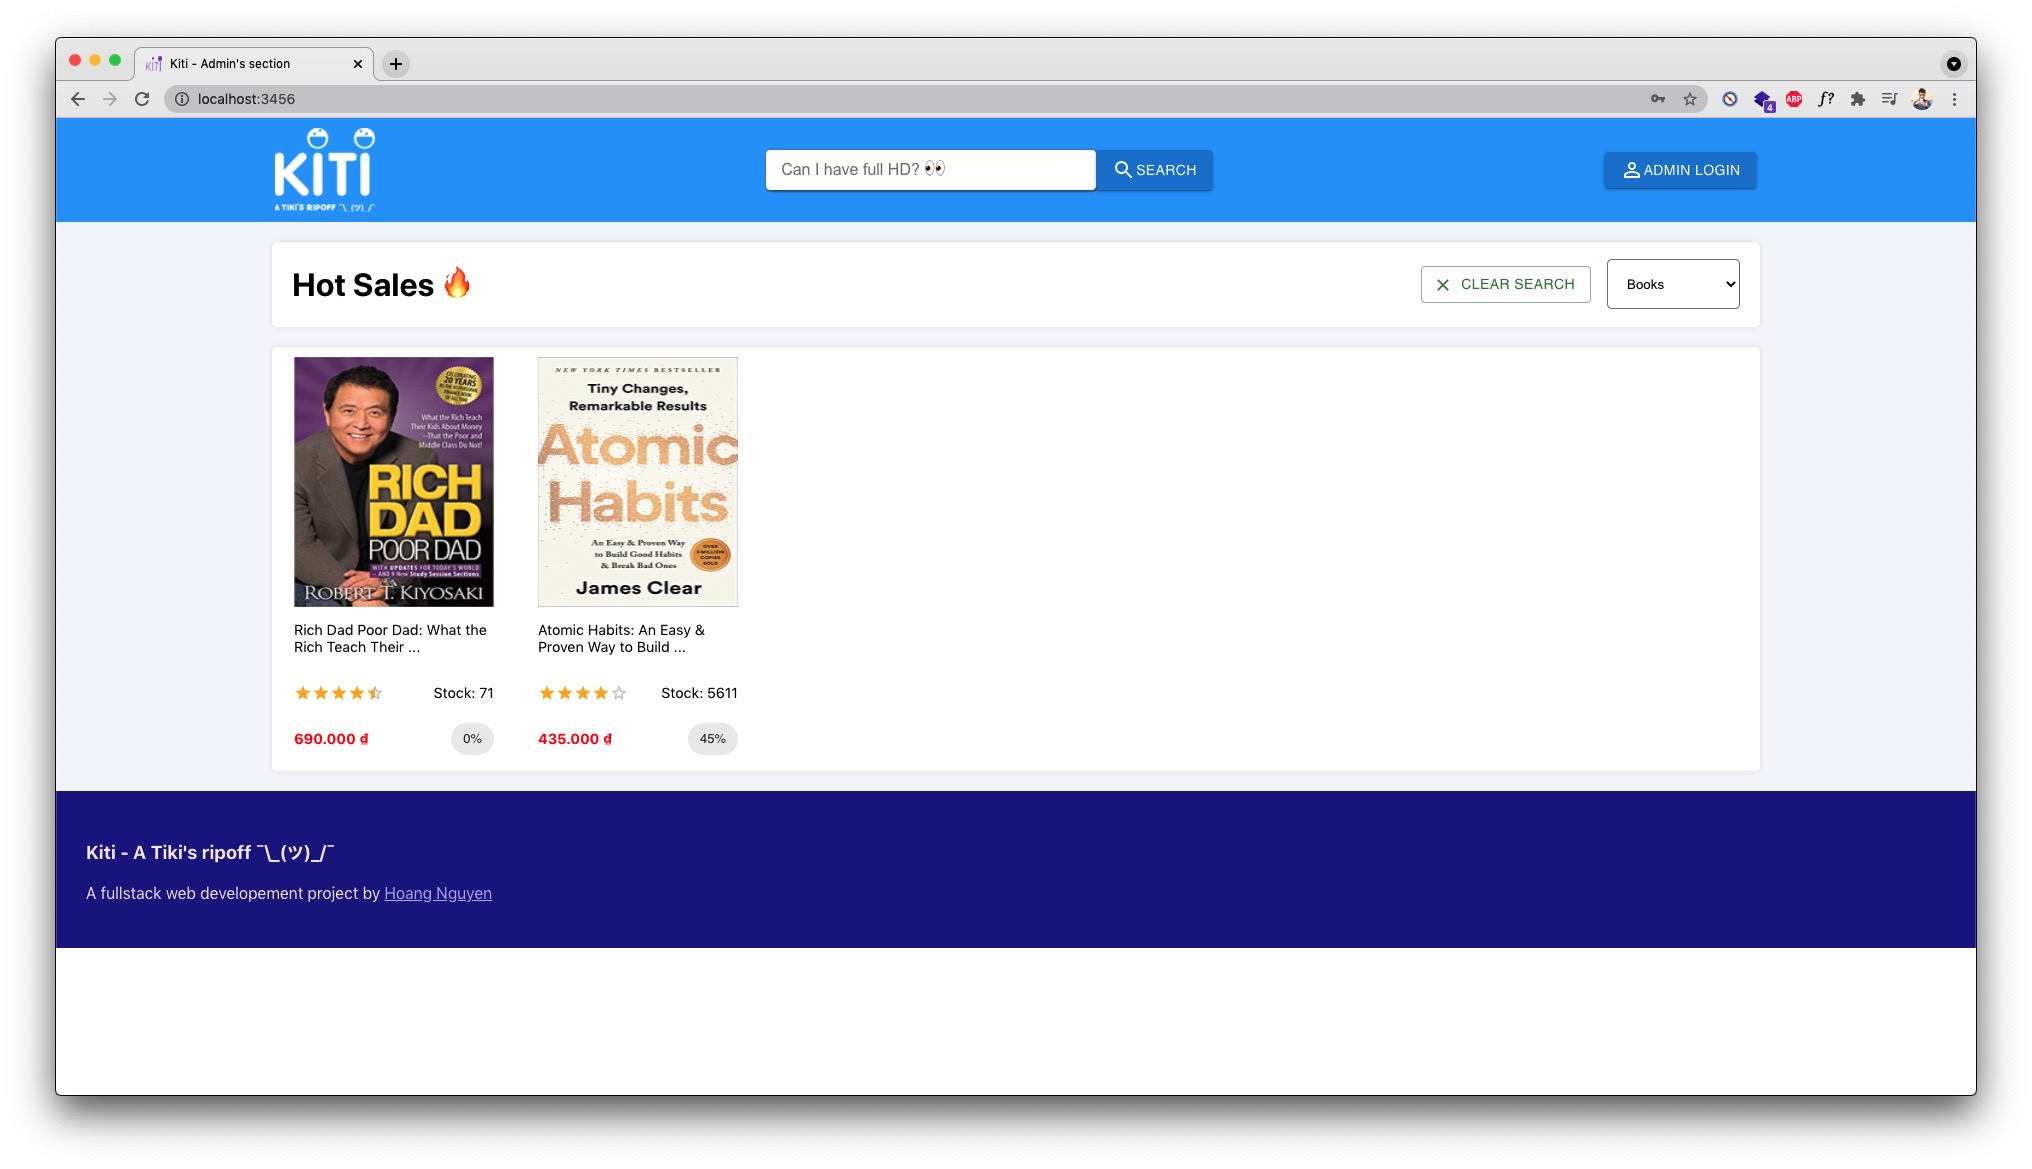 Kiti - Admin's section
localhost:3456
4
ABP
f?
KITI
KITI
A TIKI'S RIPOFF ¯\_(ツ)_/¯
Can I have full HD? 👀
SEARCH
ADMIN LOGIN
Hot Sales 🔥
CLEAR SEARCH
Books
CELEBRATING
20 YEARS
What the Rich Teach
Their Kids About Money
—That the Poor and
Middle Class Do Not!
RICH
DAD
POOR DAD
WITH UPDATES FOR TODAY'S WORLD
— AND 9 New Study Session Sections
ROBERT T. KIYOSAKI
NEW YORK TIMES BESTSELLER
Tiny Changes,
Remarkable Results
Atomic
Habits
An Easy & Proven Way
to Build Good Habits
& Break Bad Ones
OVER
MILLION
COPIES
SOLD
James Clear
Rich Dad Poor Dad: What the
Rich Teach Their ...
Stock: 71
690.000 ₫
0%
Atomic Habits: An Easy &
Proven Way to Build ...
Stock: 5611
435.000 ₫
45%
Kiti - A Tiki's ripoff ¯\_(ツ)_/¯
A fullstack web developement project by Hoang Nguyen